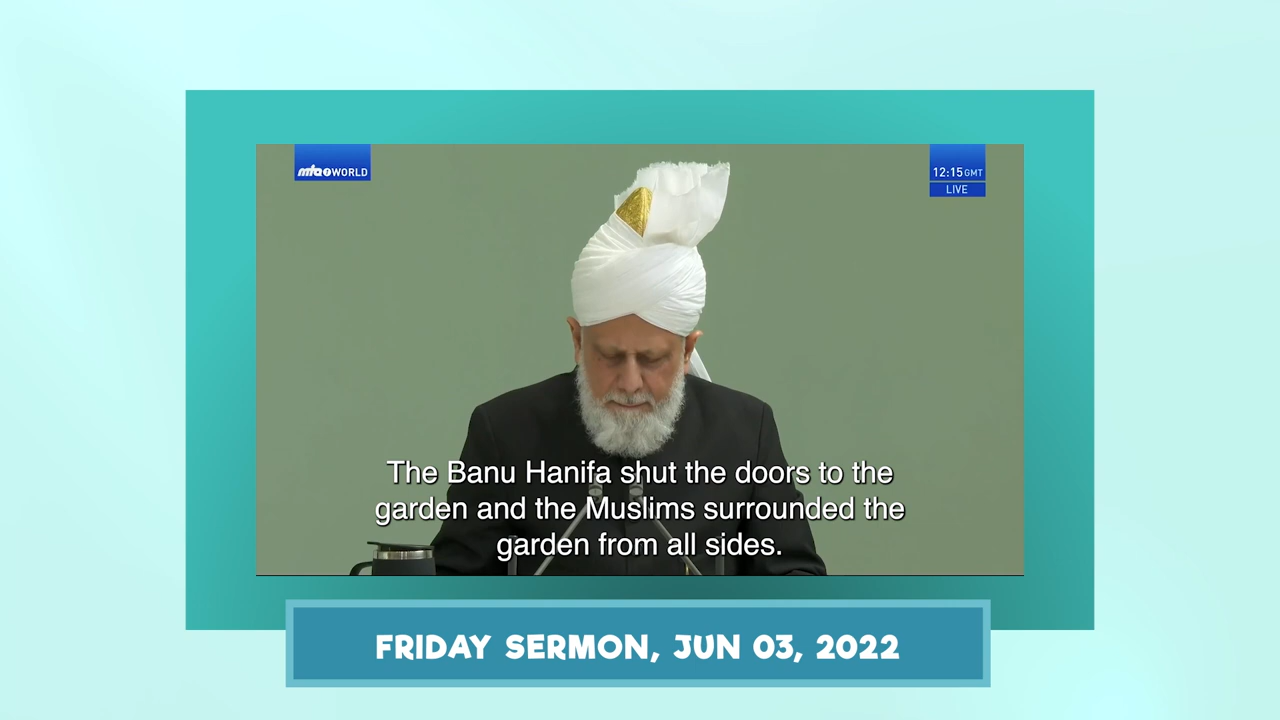 mta WORLD
12:15 GMT
LIVE
The Banu Hanifa shut the doors to the
garden and the Muslims surrounded the
garden from all sides.
FRIDAY SERMON, JUN 03, 2022